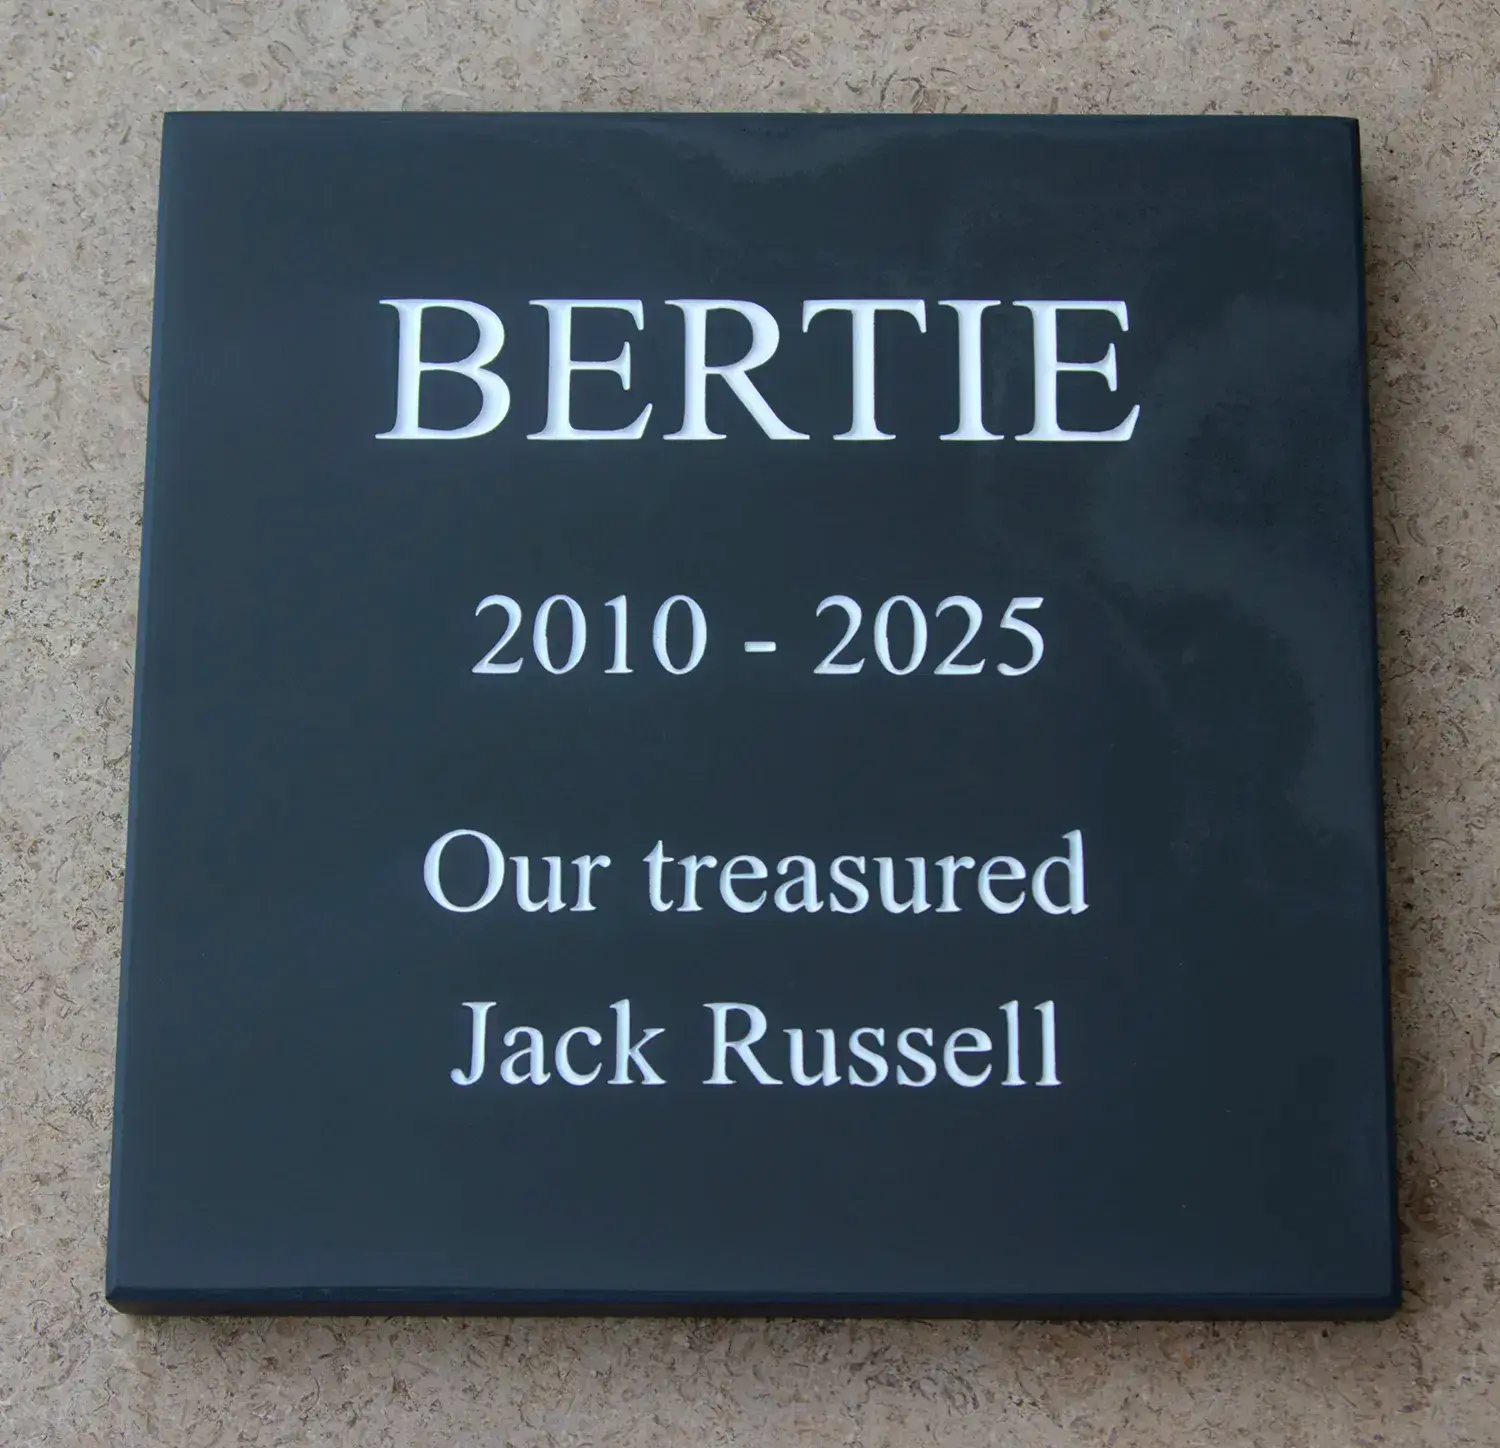 BERTIE
2010 - 2025
Our treasured
Jack Russell